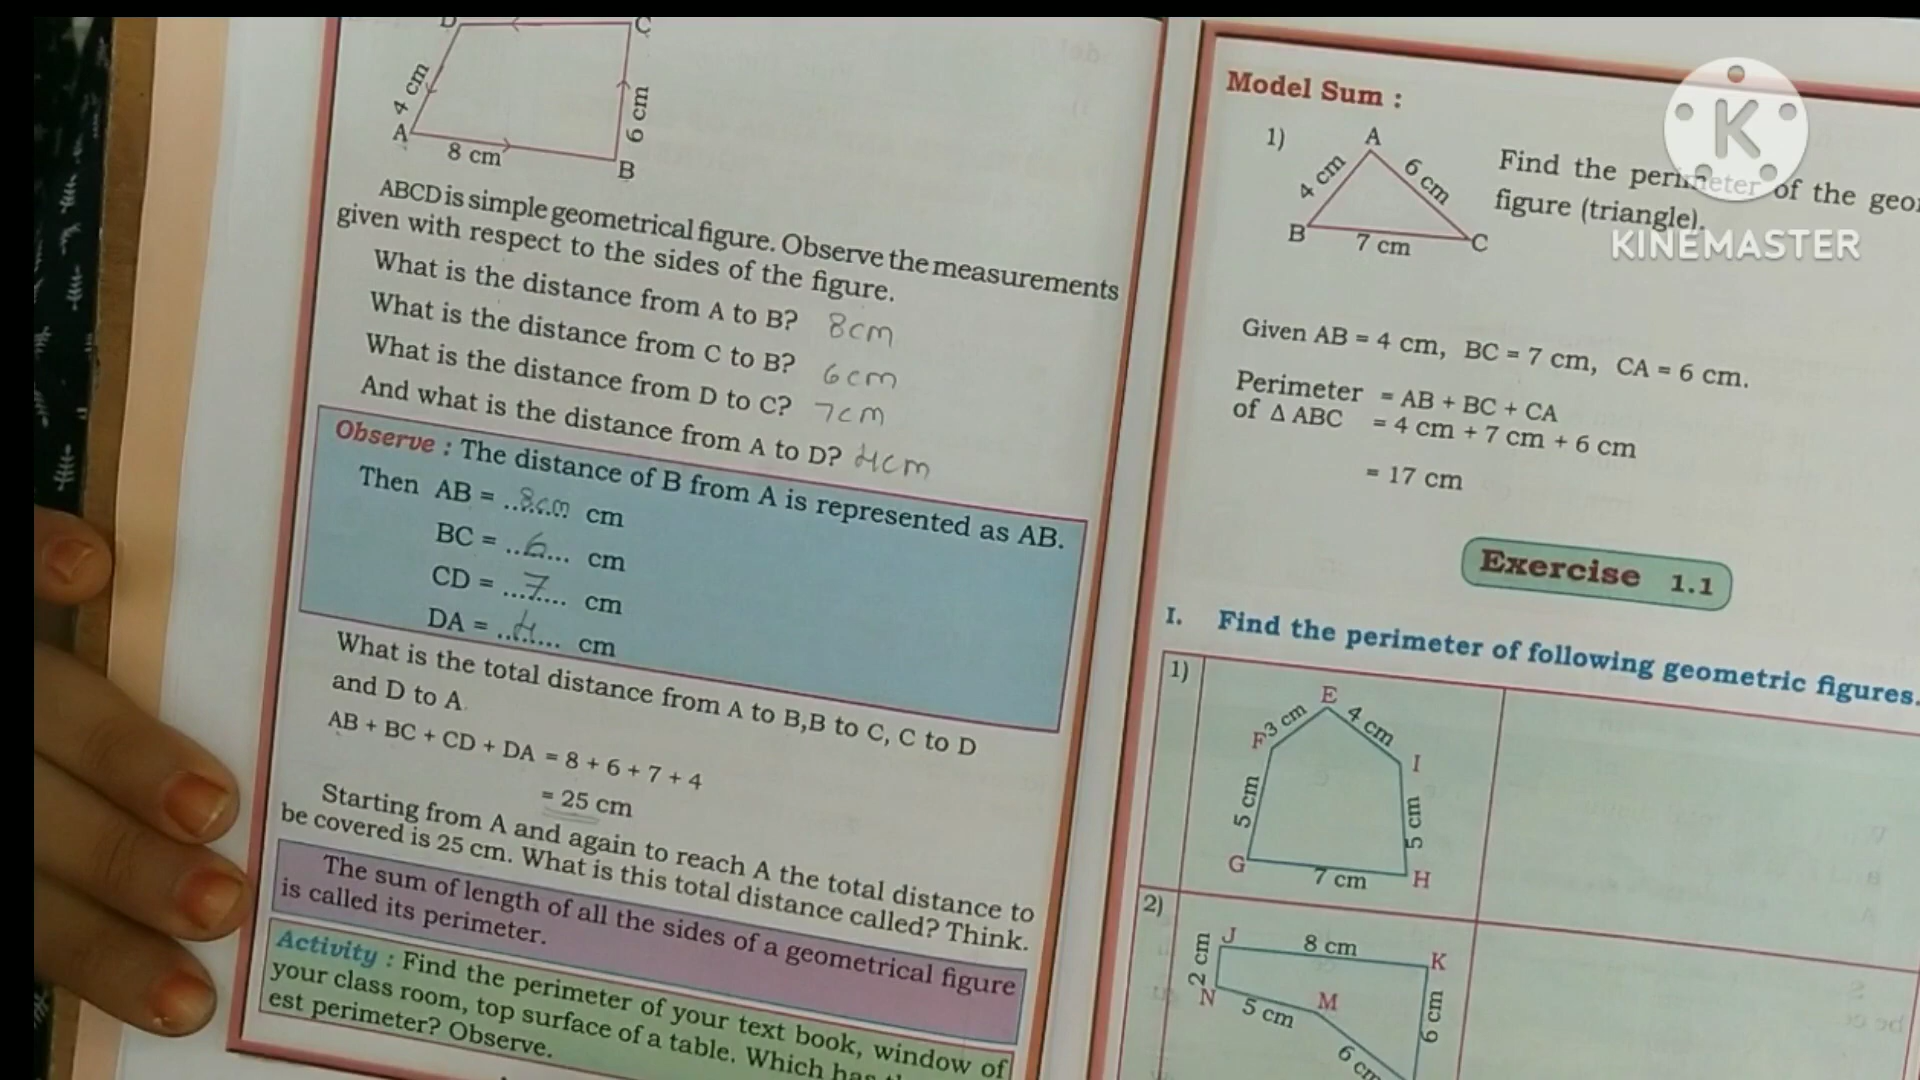 D
C
4 cm
6 cm
A
8 cm
B
ABCD is simple geometrical figure. Observe the measurements
given with respect to the sides of the figure.
What is the distance from A to B? 8cm
What is the distance from C to B? 6cm
What is the distance from D to C? 7cm
And what is the distance from A to D? 4cm
Observe : The distance of B from A is represented as AB.
Then AB = ..8cm.. cm
BC = ..6... cm
CD = ...7.... cm
DA = ..4.... cm
What is the total distance from A to B,B to C, C to D
and D to A
AB + BC + CD + DA = 8 + 6 + 7 + 4
= 25 cm
Starting from A and again to reach A the total distance to
be covered is 25 cm. What is this total distance called? Think.
The sum of length of all the sides of a geometrical figure
is called its perimeter.
Activity : Find the perimeter of your text book, window of
your class room, top surface of a table. Which has
est perimeter? Observe.
Model Sum :
1)
A
4 cm
6 cm
B
7 cm
C
Find the perimeter of the geo
figure (triangle).
K
KINEMASTER
Given AB = 4 cm, BC = 7 cm, CA = 6 cm.
Perimeter = AB + BC + CA
of Δ ABC = 4 cm + 7 cm + 6 cm
= 17 cm
Exercise 1.1
I. Find the perimeter of following geometric figures.
1)
E
3 cm
4 cm
F
I
5 cm
5 cm
G
7 cm
H
2)
J
8 cm
K
2 cm
N
M
5 cm
6 cm
6 cm